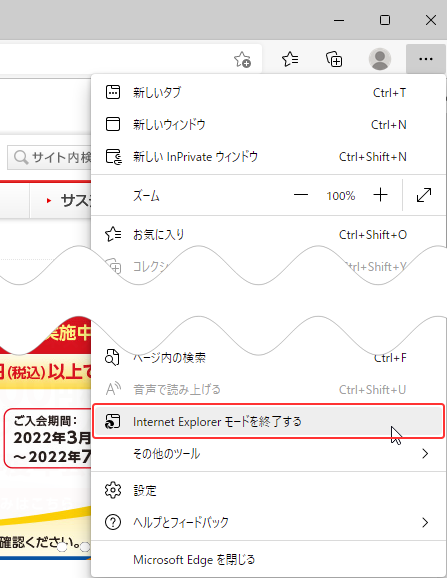 サイト内検
サス
新しいタブ Ctrl+T
新しいウィンドウ Ctrl+N
新しい InPrivate ウィンドウ Ctrl+Shift+N
ズーム 100%
お気に入り Ctrl+Shift+O
コレクシ Ctrl+Shift+Y
実施中
円(税込)以上で
ページ内の検索 Ctrl+F
音声で読み上げる Ctrl+Shift+U
ご入会期間:
2022年3月
～2022年7
Internet Explorer モードを終了する
その他のツール
設定
ヘルプとフィードバック
確認ください。
Microsoft Edge を閉じる